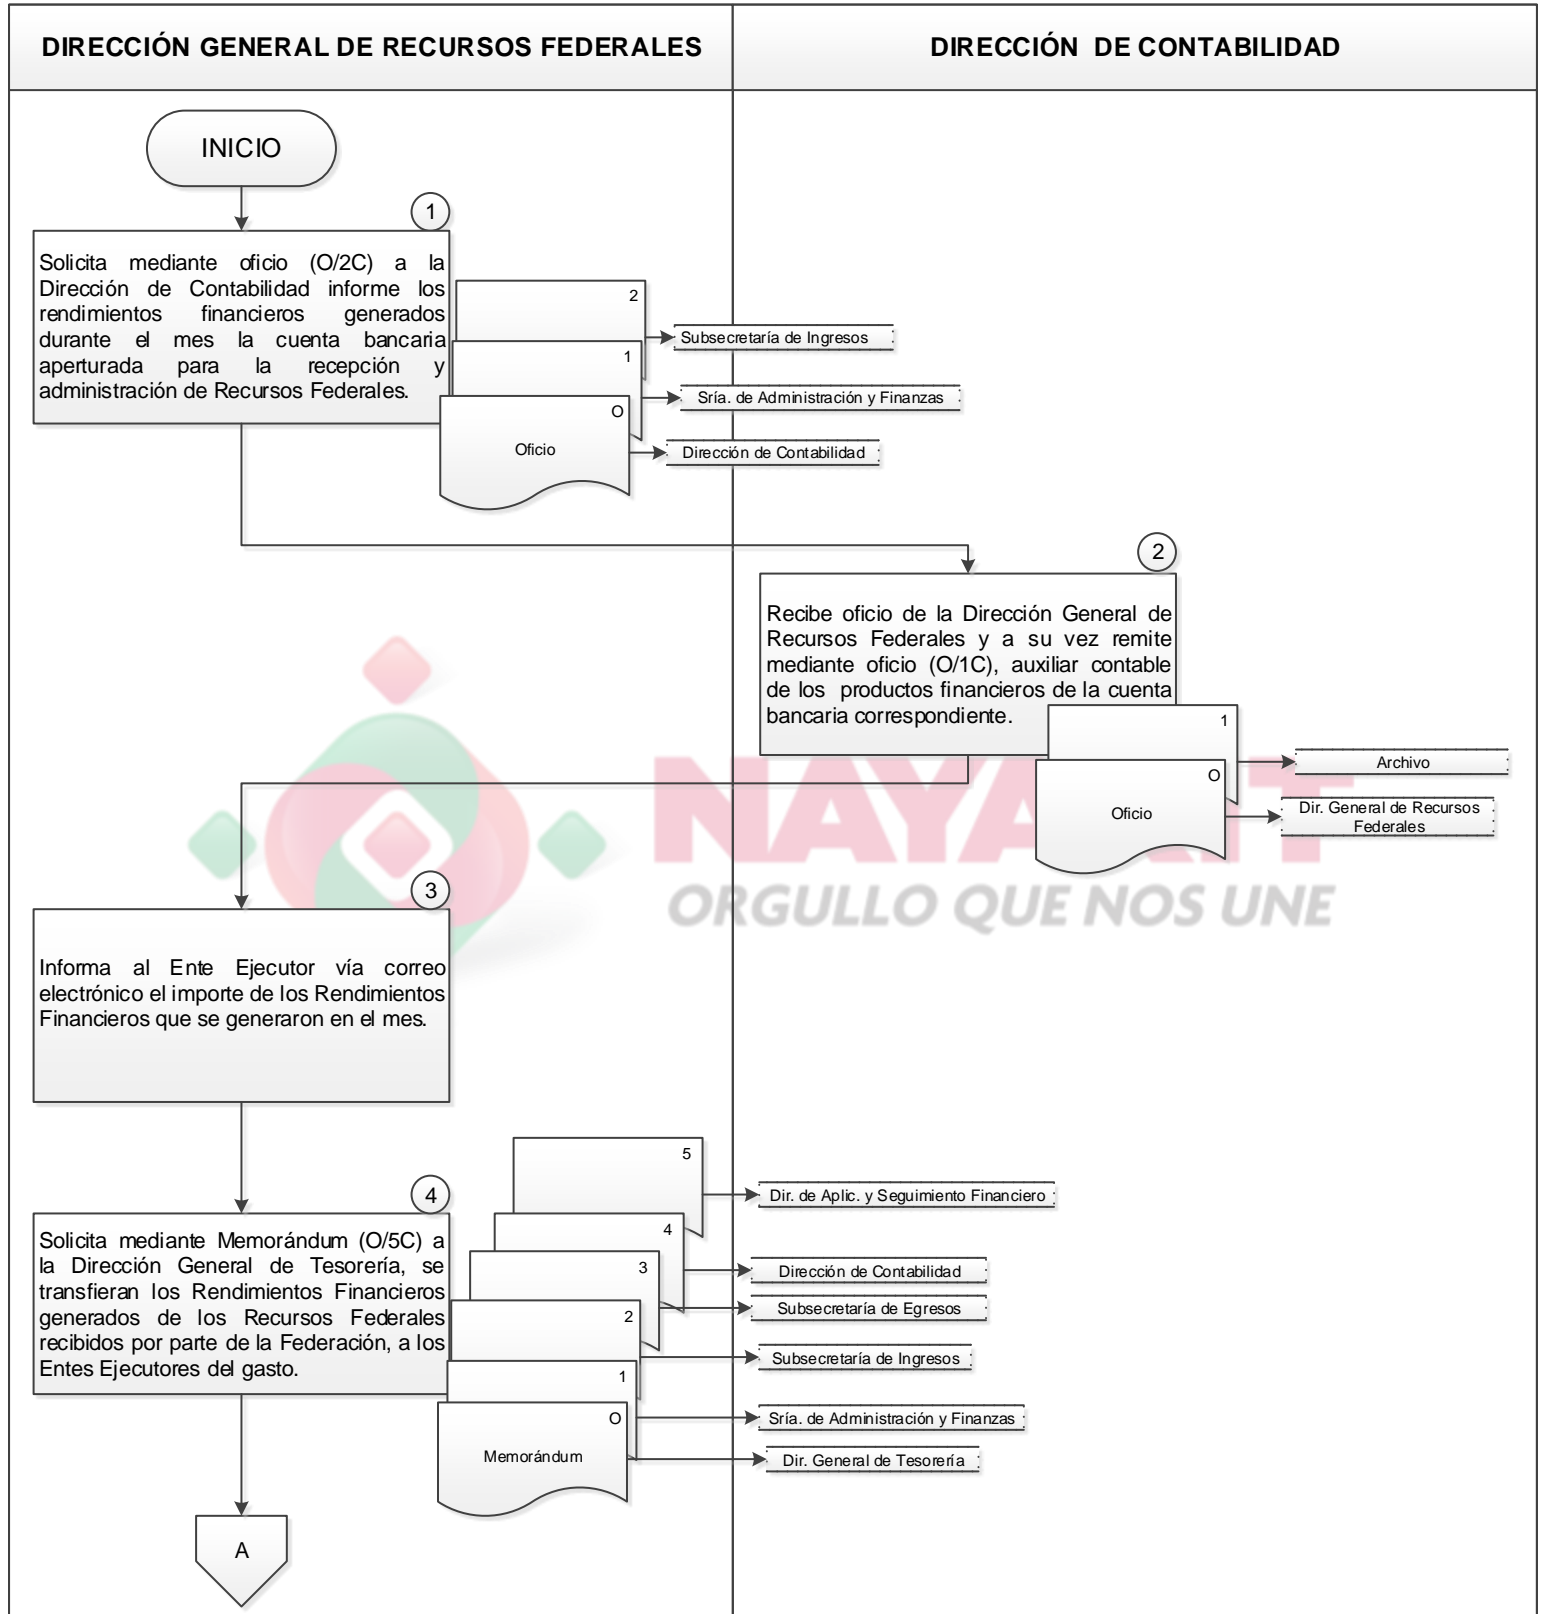 DIRECCIÓN GENERAL DE RECURSOS FEDERALES
DIRECCIÓN DE CONTABILIDAD
INICIO
1
Solicita mediante oficio (O/2C) a la
Dirección de Contabilidad informe los
rendimientos financieros generados
durante el mes la cuenta bancaria
aperturada para la recepción y
administración de Recursos Federales.
2
Subsecretaría de Ingresos
1
Sría. de Administración y Finanzas
O
Oficio
Dirección de Contabilidad
2
Recibe oficio de la Dirección General de
Recursos Federales y a su vez remite
mediante oficio (O/1C), auxiliar contable
de los productos financieros de la cuenta
bancaria correspondiente.
1
Archivo
O
Oficio
Dir. General de Recursos
Federales
NAYARIT
ORGULLO QUE NOS UNE
3
Informa al Ente Ejecutor vía correo
electrónico el importe de los Rendimientos
Financieros que se generaron en el mes.
4
Solicita mediante Memorándum (O/5C) a
la Dirección General de Tesorería, se
transfieran los Rendimientos Financieros
generados de los Recursos Federales
recibidos por parte de la Federación, a los
Entes Ejecutores del gasto.
5
Dir. de Aplic. y Seguimiento Financiero
4
Dirección de Contabilidad
3
Subsecretaría de Egresos
2
Subsecretaría de Ingresos
1
Sría. de Administración y Finanzas
O
Memorándum
Dir. General de Tesorería
A